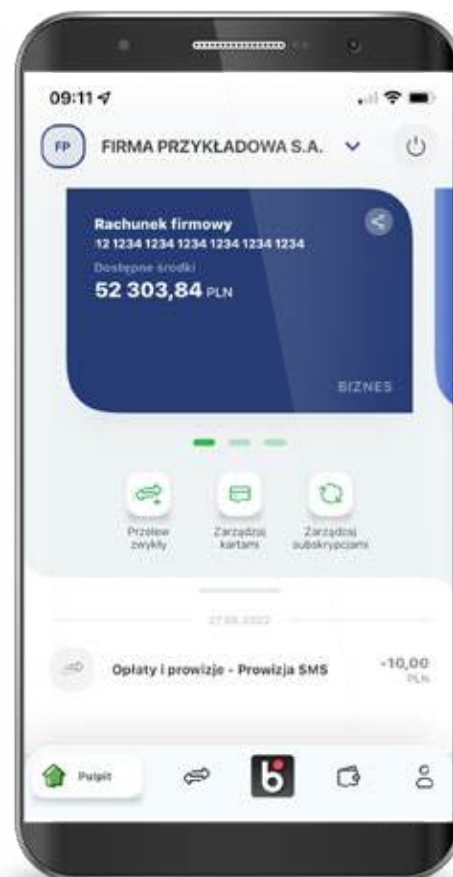 09:11
FP
FIRMA PRZYKŁADOWA S.A.
Rachunek firmowy
12 1234 1234 1234 1234 1234 1234
Dostępne środki
52 303,84 PLN
BIZNES
Przelew
zwykły
Zarządzaj
kartami
Zarządzaj
subskrypcjami
Opłaty i prowizje - Prowizja SMS
-10,00
PLN
Pulpit
b